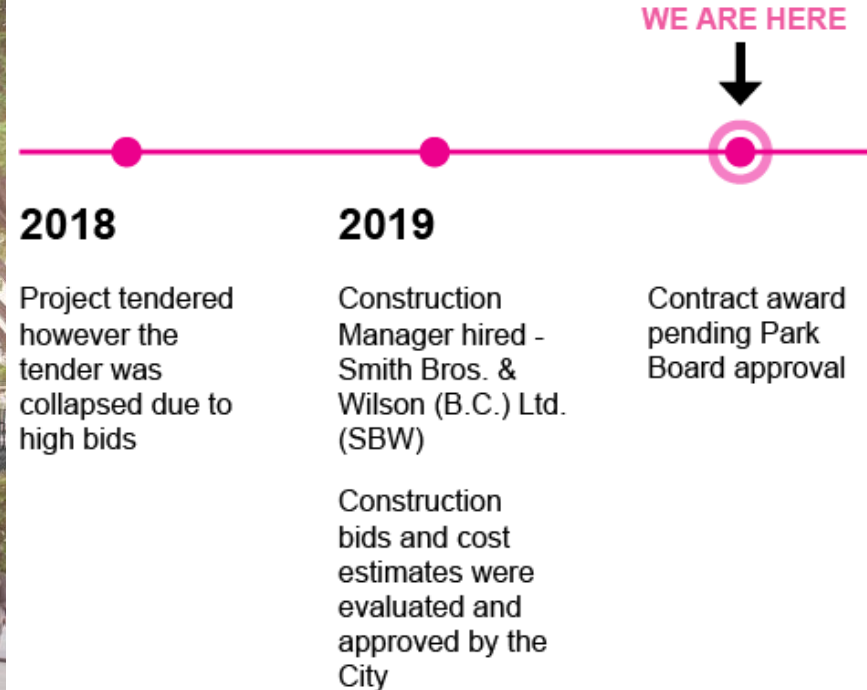 WE ARE HERE
2018
Project tendered
however the
tender was
collapsed due to
high bids
2019
Construction
Manager hired -
Smith Bros. &
Wilson (B.C.) Ltd.
(SBW)
Construction
bids and cost
estimates were
evaluated and
approved by the
City
Contract award
pending Park
Board approval